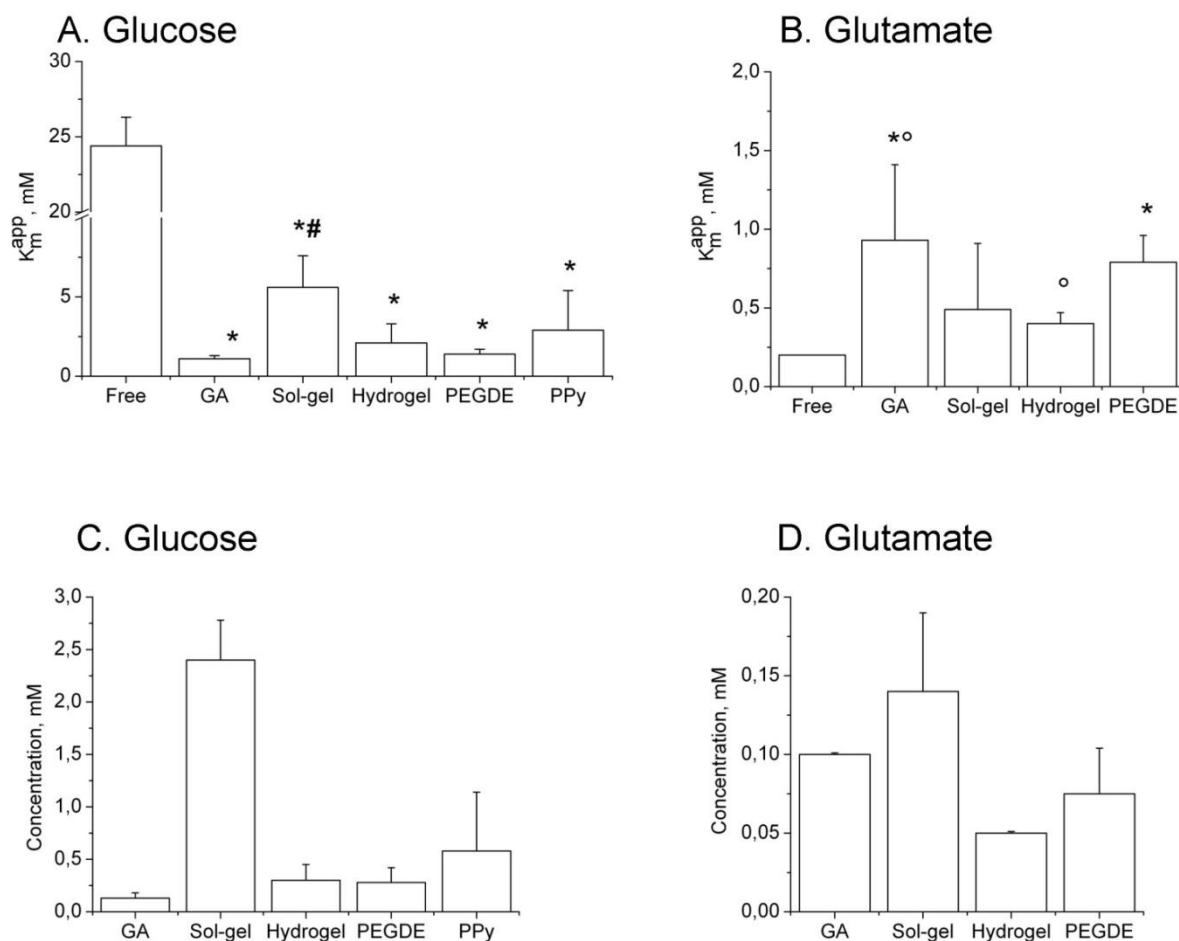 A. Glucose
K_m^app, mM
30
25
20
5
0
*
*#
*
*
*
Free GA Sol-gel Hydrogel PEGDE PPy
B. Glutamate
K_m^app, mM
2,0
1,5
1,0
0,5
0,0
*°
°
*
Free GA Sol-gel Hydrogel PEGDE
C. Glucose
Concentration, mM
3,0
2,5
2,0
1,5
1,0
0,5
0,0
GA Sol-gel Hydrogel PEGDE PPy
D. Glutamate
Concentration, mM
0,20
0,15
0,10
0,05
0,00
GA Sol-gel Hydrogel PEGDE